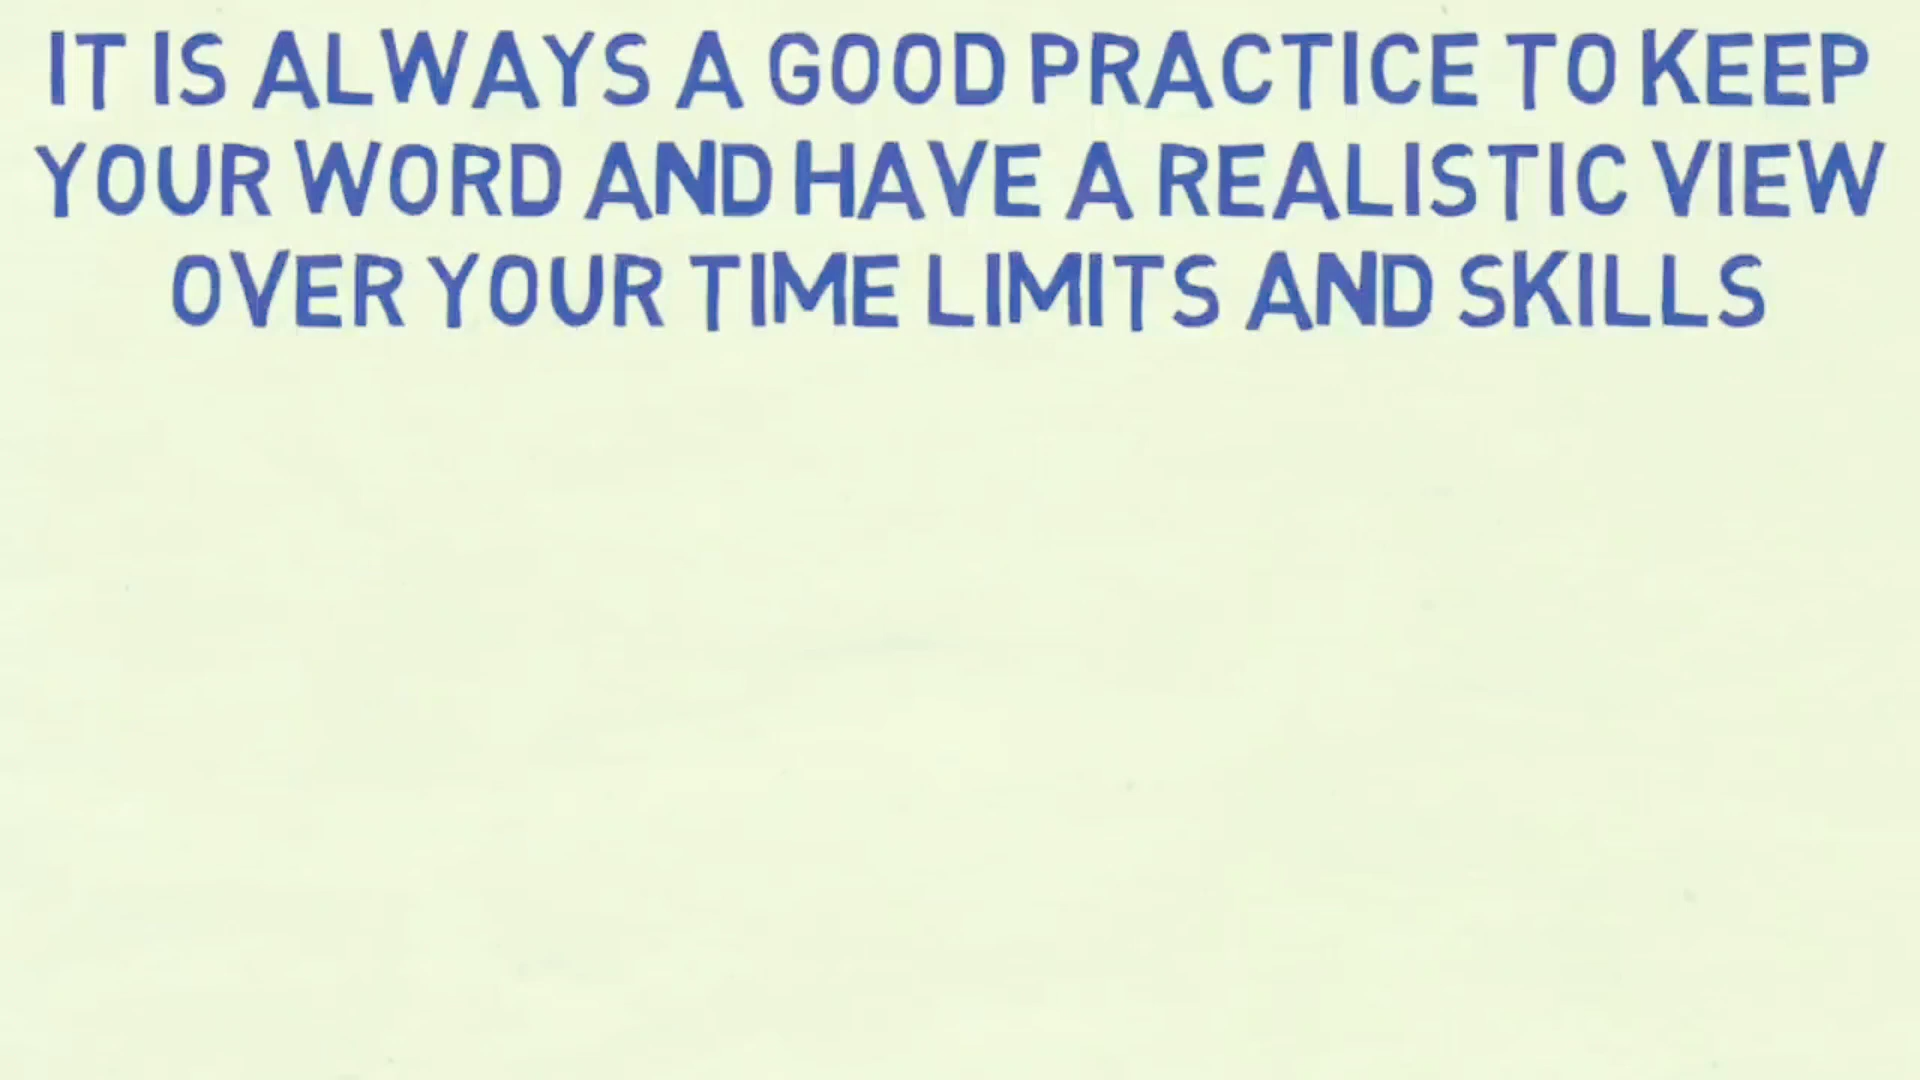 IT IS ALWAYS A GOOD PRACTICE TO KEEP
YOUR WORD AND HAVE A REALISTIC VIEW
OVER YOUR TIME LIMITS AND SKILLS